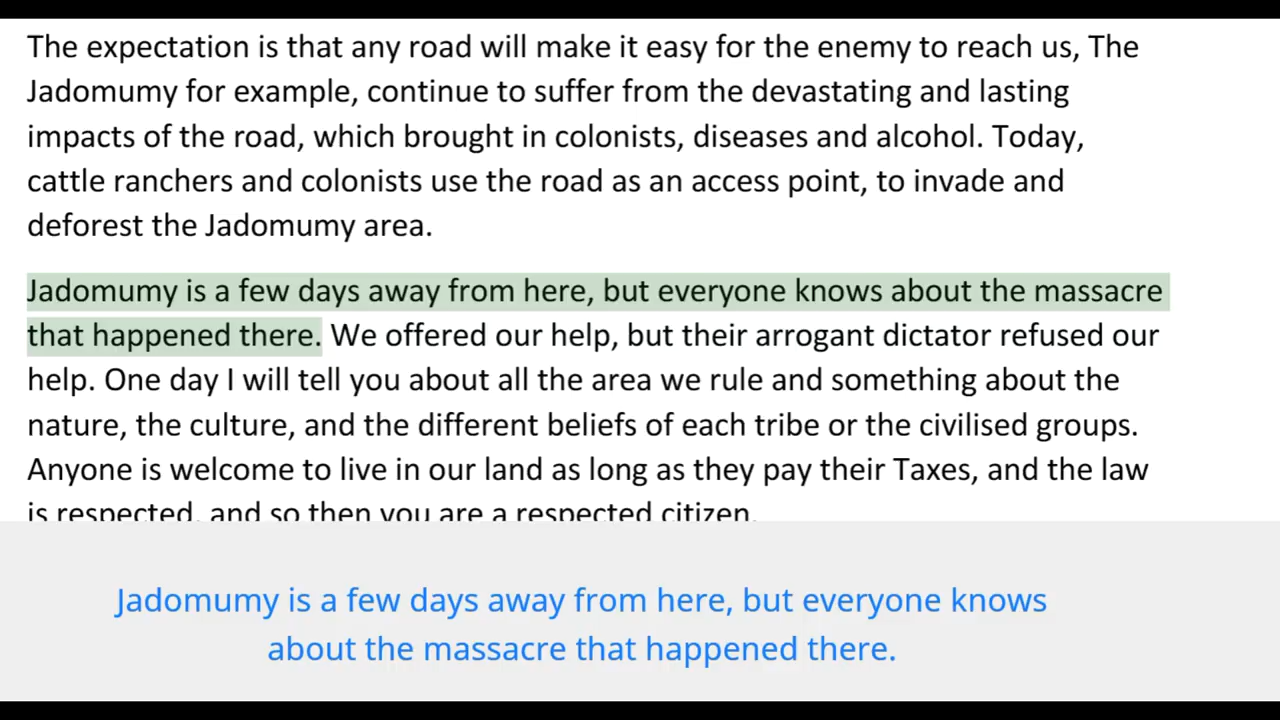 The expectation is that any road will make it easy for the enemy to reach us, The
Jadomumy for example, continue to suffer from the devastating and lasting
impacts of the road, which brought in colonists, diseases and alcohol. Today,
cattle ranchers and colonists use the road as an access point, to invade and
deforest the Jadomumy area.
Jadomumy is a few days away from here, but everyone knows about the massacre
that happened there. We offered our help, but their arrogant dictator refused our
help. One day I will tell you about all the area we rule and something about the
nature, the culture, and the different beliefs of each tribe or the civilised groups.
Anyone is welcome to live in our land as long as they pay their Taxes, and the law
is respected, and so then you are a respected citizen.
Jadomumy is a few days away from here, but everyone knows
about the massacre that happened there.